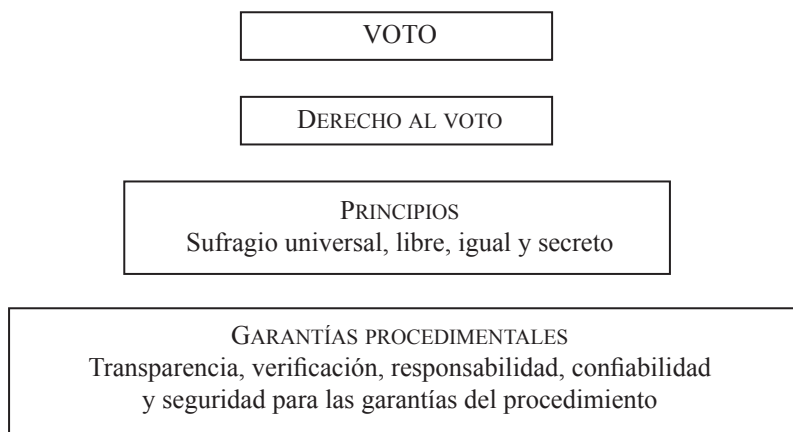 VOTO
DERECHO AL VOTO
PRINCIPIOS
Sufragio universal, libre, igual y secreto
GARANTÍAS PROCEDIMENTALES
Transparencia, verificación, responsabilidad, confiabilidad
y seguridad para las garantías del procedimiento